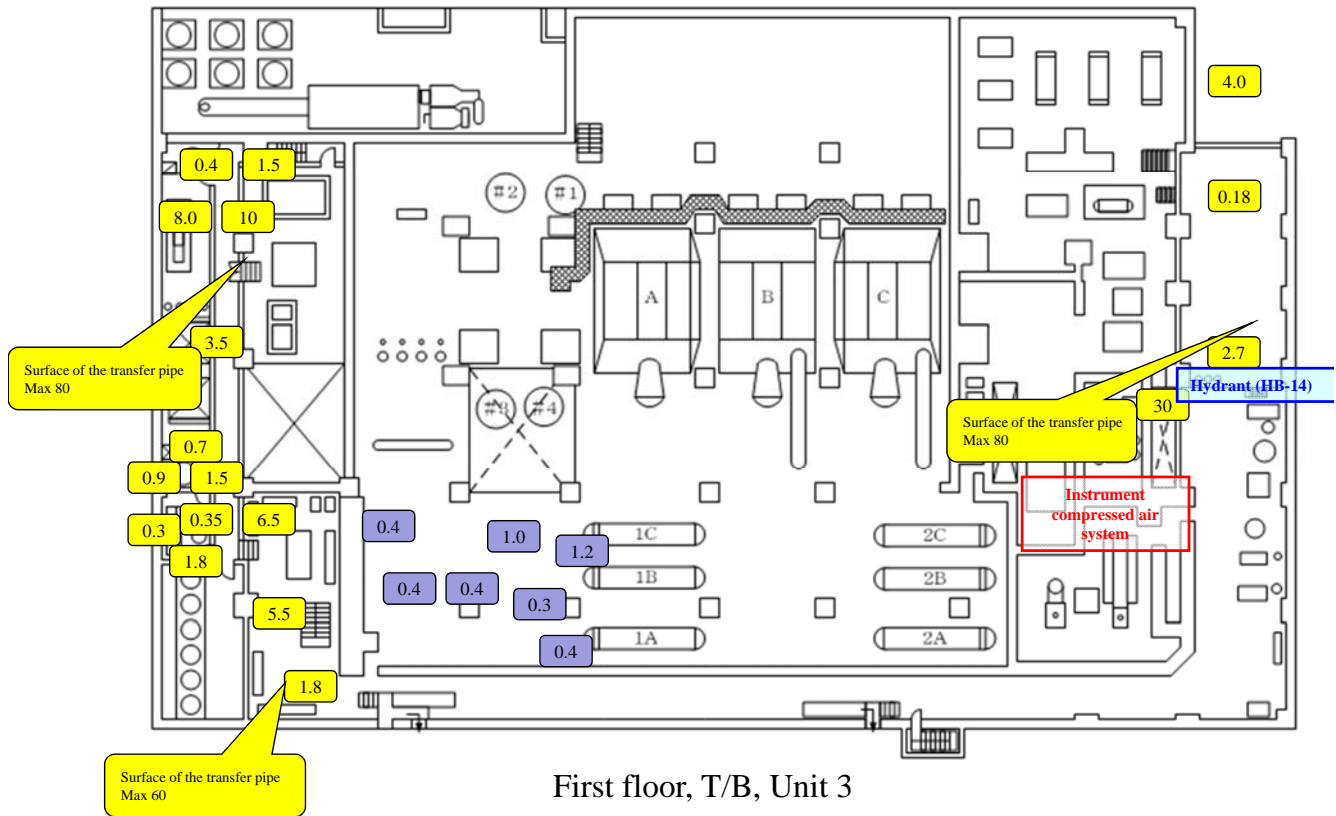 4.0
0.4
1.5
#2
#1
0.18
8.0
10
A
B
C
3.5
Surface of the transfer pipe
Max 80
2.7
Hydrant (HB-14)
#3
#4
30
Surface of the transfer pipe
Max 80
0.7
0.9
1.5
Instrument
compressed air
system
0.3
0.35
6.5
0.4
1.0
1C
2C
1.2
1.8
1B
2B
0.4
0.4
0.3
5.5
1A
2A
0.4
1.8
Surface of the transfer pipe
Max 60
First floor, T/B, Unit 3